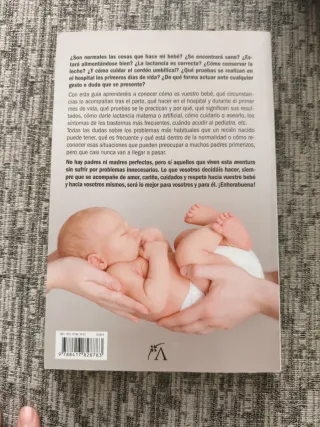 ¿Son normales las cosas que hace mi bebé? ¿Se encontrará sano? ¿Es-
tará alimentándose bien? ¿La lactancia es correcta? ¿Cómo conservar la
leche? ¿Y cómo cuidar el cordón umbilical? ¿Qué pruebas se realizan en
el hospital los primeros días de vida? ¿De qué forma actuar ante cualquier
gesto o duda que se presente?
Con esta guía aprenderéis a conocer cómo es vuestro bebé, qué circunstan-
cias lo acompañan tras el parto, qué hacer en el hospital y durante el primer
mes de vida, qué pruebas se le practican y por qué, qué significan sus resul-
tados, cómo darle lactancia materna o artificial, cómo cuidarlo o asearlo, los
síntomas de los trastornos más frecuentes, cuándo acudir al pediatra, etc.
Todas las dudas sobre los problemas más habituales que un recién nacido
puede tener, qué es frecuente y qué está dentro de la normalidad o cómo re-
conocer esas situaciones que pueden preocupar a muchos padres primerizos,
pero que casi nunca van a llegar a pasar.
No hay padres ni madres perfectos, pero sí aquellos que viven esta aventura
sin sufrir por problemas innecesarios. Lo que vosotros decidáis hacer, siem-
pre que se acompañe de amor, cariño, cuidados y respeto hacia vuestro bebé
y hacia vosotros mismos, será lo mejor para vosotros y para él. ¡Enhorabuena!